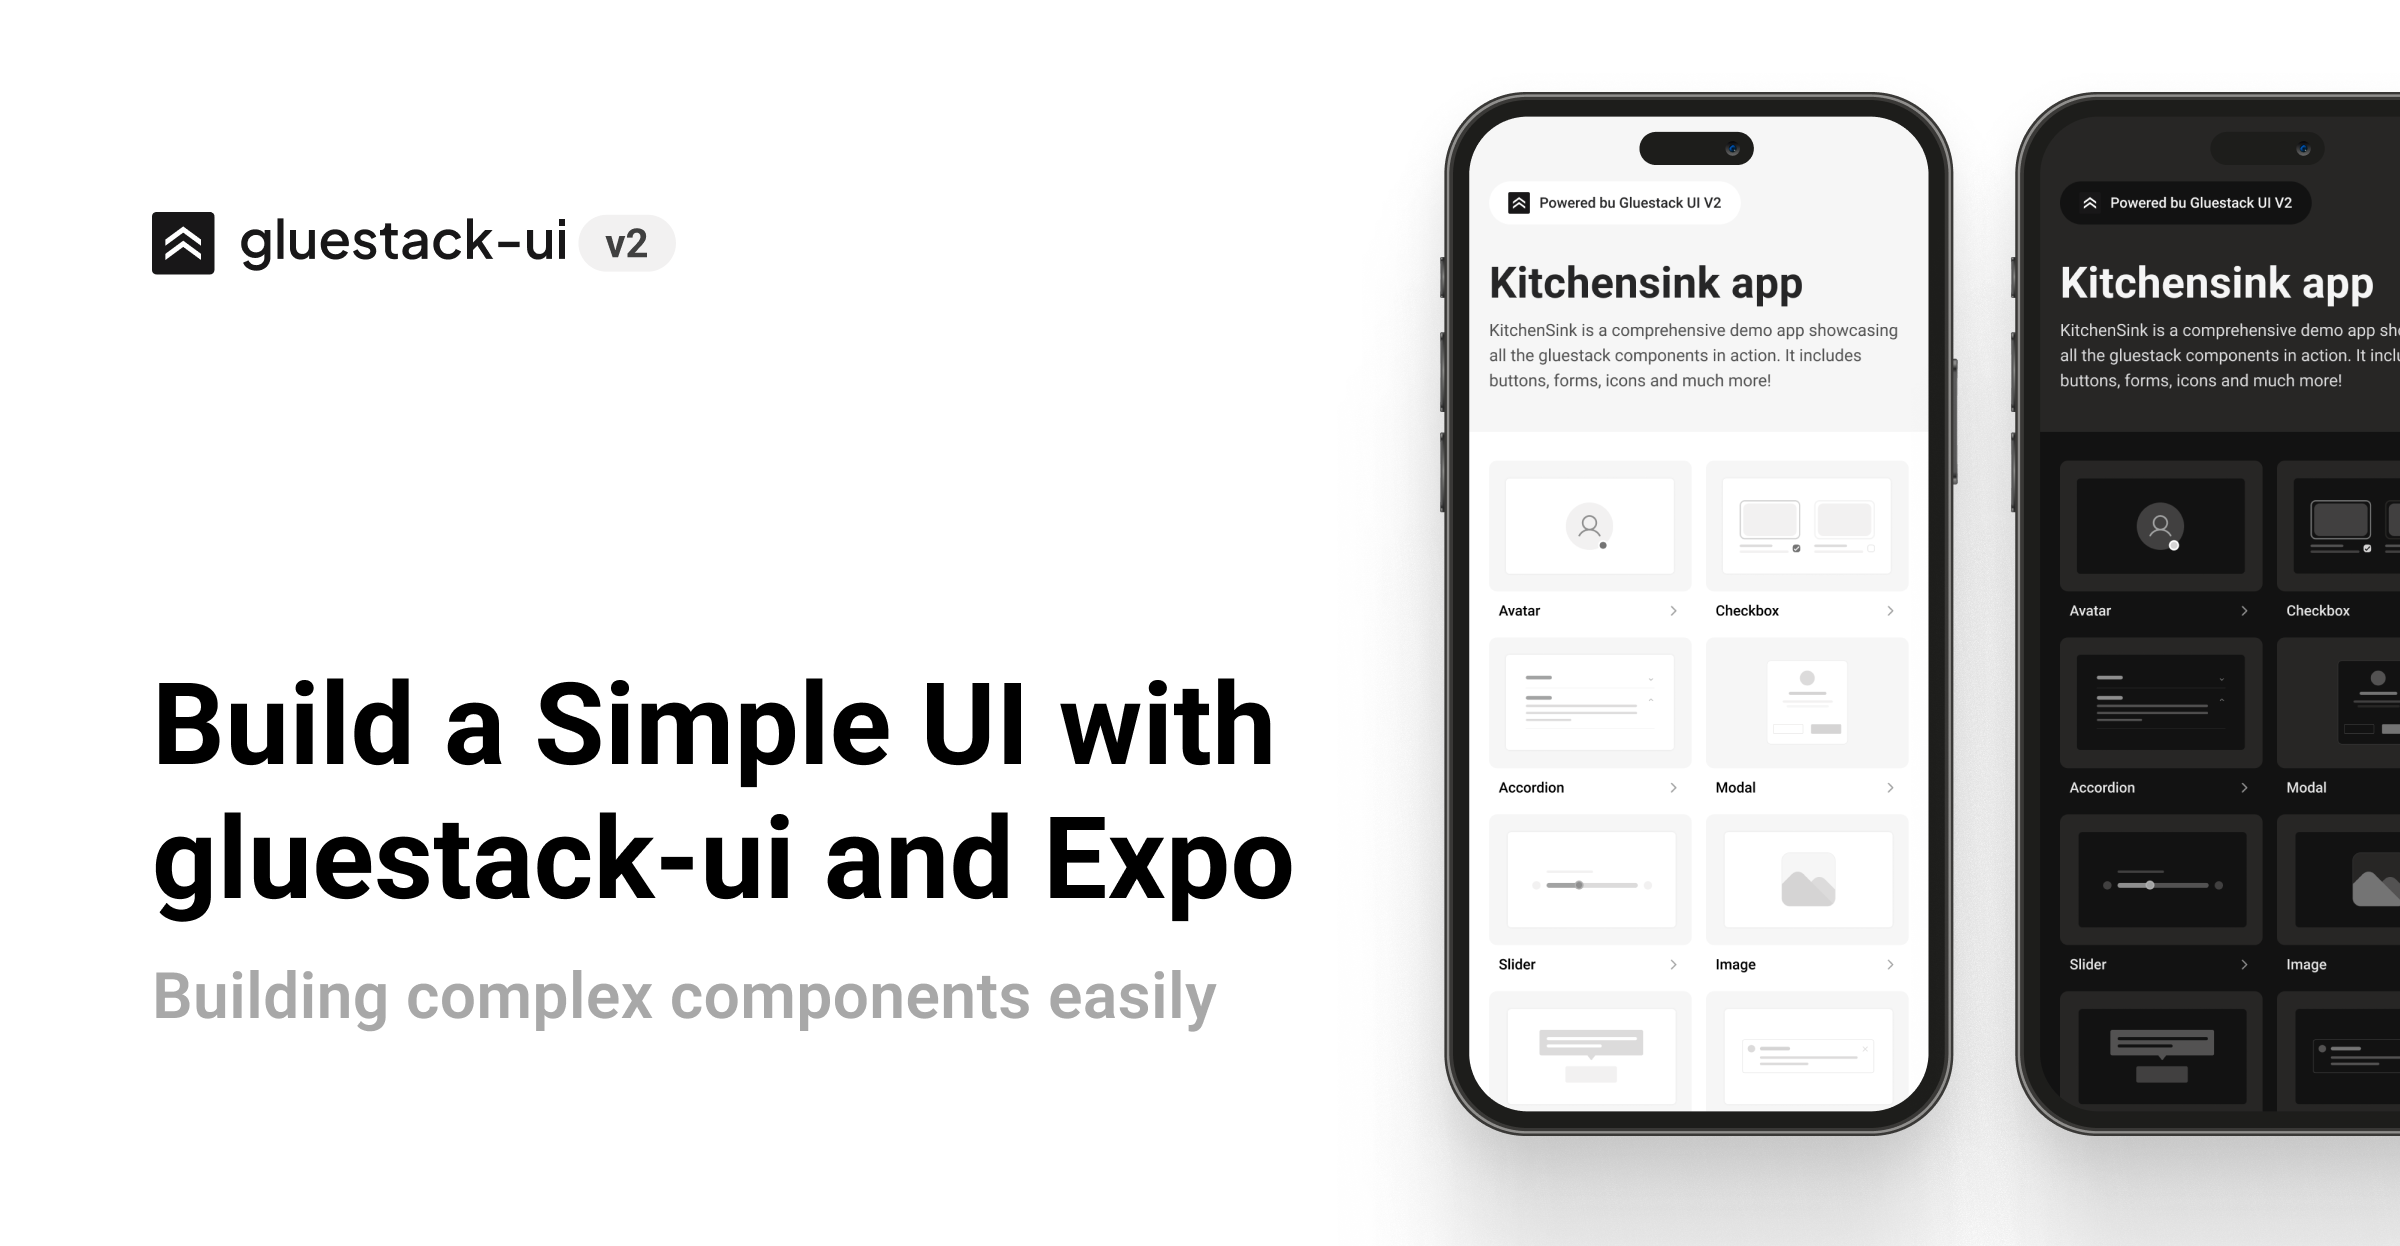 gluestack-ui v2
Build a Simple UI with
gluestack-ui and Expo
Building complex components easily
Powered bu Gluestack UI V2
Kitchensink app
KitchenSink is a comprehensive demo app showcasing
all the gluestack components in action. It includes
buttons, forms, icons and much more!
Avatar
Checkbox
Accordion
Modal
Slider
Image
Powered bu Gluestack UI V2
Kitchensink app
KitchenSink is a comprehensive demo app
all the gluestack components in action. It
buttons, forms, icons and much more!
Avatar
Checkbox
Accordion
Modal
Slider
Image